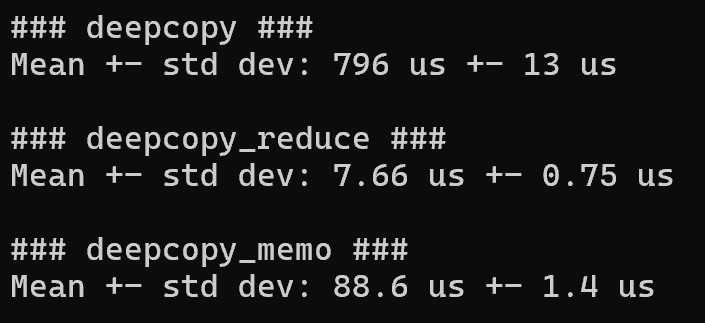 ### deepcopy ###
Mean +- std dev: 796 us +- 13 us
### deepcopy_reduce ###
Mean +- std dev: 7.66 us +- 0.75 us
### deepcopy_memo ###
Mean +- std dev: 88.6 us +- 1.4 us